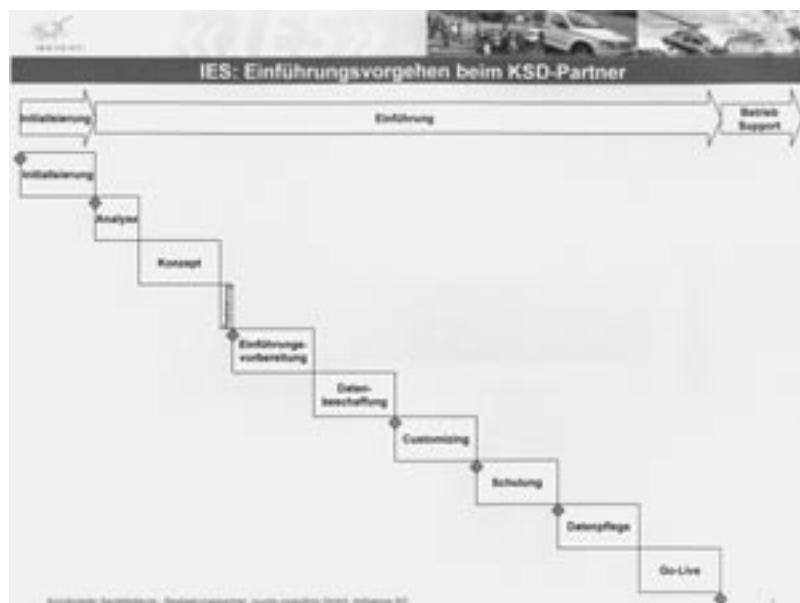 «IES»
IES: Einführungsvorgehen beim KSD-Partner
Initialisierung
Einführung
Betrieb
Support
Initialisierung
Analyse
Konzept
Einführungs-
vorbereitung
Daten-
beschaffung
Customizing
Schulung
Datenpflege
Go-Live